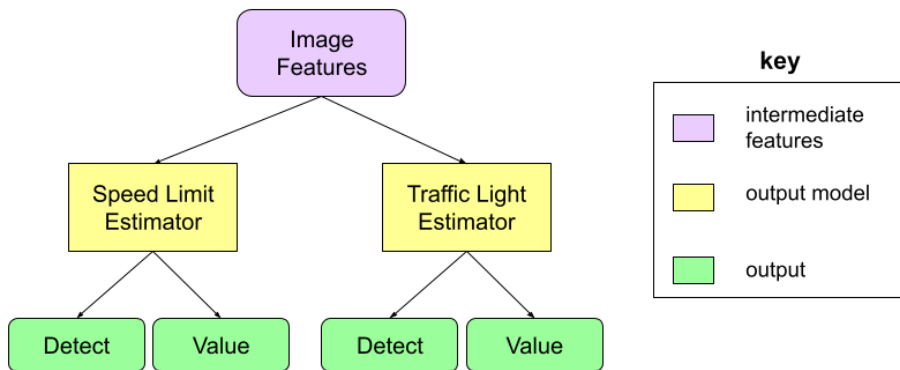 Image
Features
key
intermediate
features
Speed Limit
Estimator
Traffic Light
Estimator
output model
output
Detect
Value
Detect
Value